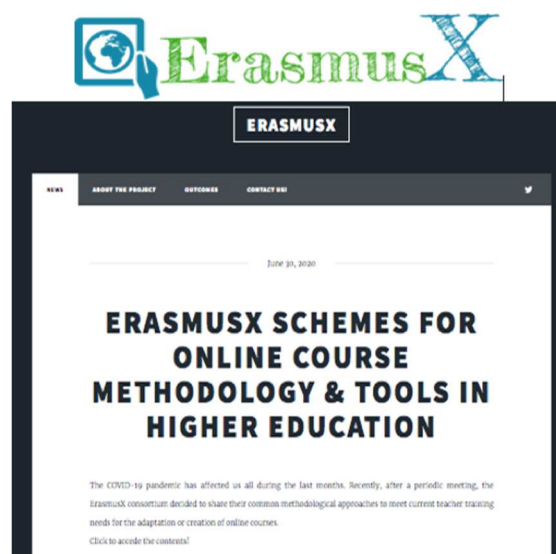 ErasmusX
ERASMUSX
NEWS ABOUT THE PROJECT OUTCOMES CONTACT US!
June 30, 2020
ERASMUSX SCHEMES FOR
ONLINE COURSE
METHODOLOGY & TOOLS IN
HIGHER EDUCATION
The COVID-19 pandemic has affected us all during the last months. Recently, after a periodic meeting, the
ErasmusX consortium decided to share their common methodological approaches to meet current teacher training
needs for the adaptation or creation of online courses.
Click to accede the contents!